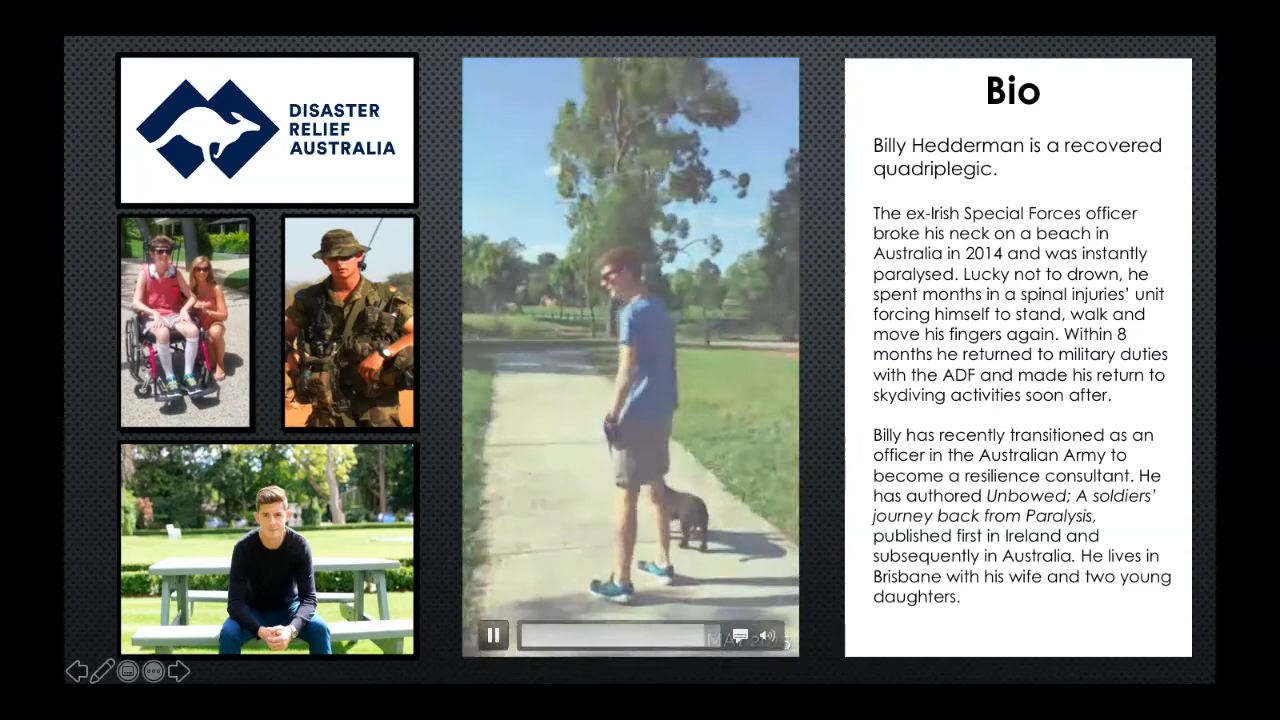 DISASTER
RELIEF
AUSTRALIA
Bio
Billy Hedderman is a recovered
quadriplegic.
The ex-Irish Special Forces officer
broke his neck on a beach in
Australia in 2014 and was instantly
paralysed. Lucky not to drown, he
spent months in a spinal injuries’ unit
forcing himself to stand, walk and
move his fingers again. Within 8
months he returned to military duties
with the ADF and made his return to
skydiving activities soon after.
Billy has recently transitioned as an
officer in the Australian Army to
become a resilience consultant. He
has authored Unbowed; A soldiers’
journey back from Paralysis,
published first in Ireland and
subsequently in Australia. He lives in
Brisbane with his wife and two young
daughters.